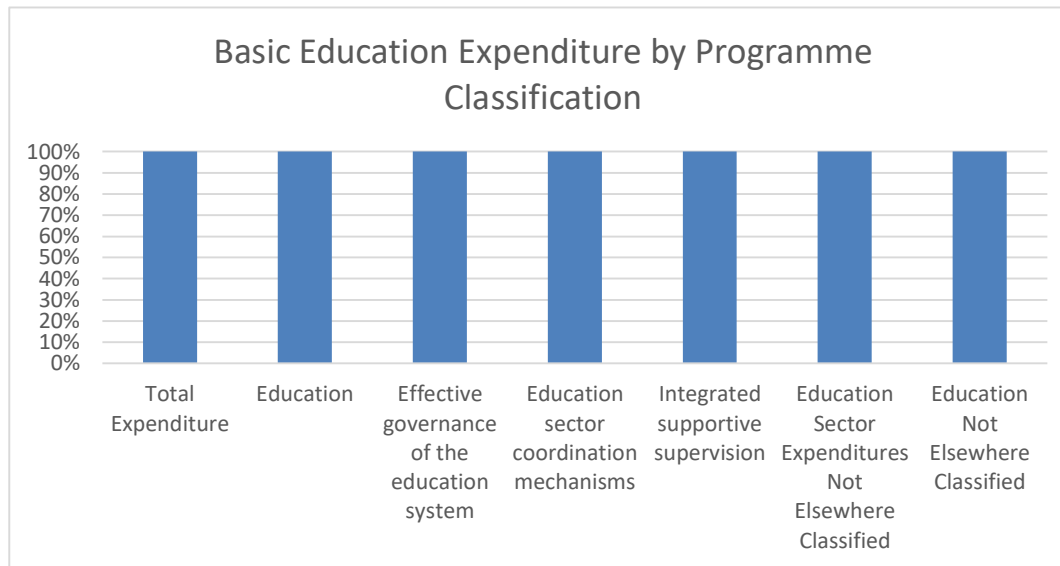 Basic Education Expenditure by Programme
Classification
100%
90%
80%
70%
60%
50%
40%
30%
20%
10%
0%
Total
Expenditure
Education
Effective
governance
of the
education
system
Education
sector
coordination
mechanisms
Integrated
supportive
supervision
Education
Sector
Expenditures
Not
Elsewhere
Classified
Education
Not
Elsewhere
Classified